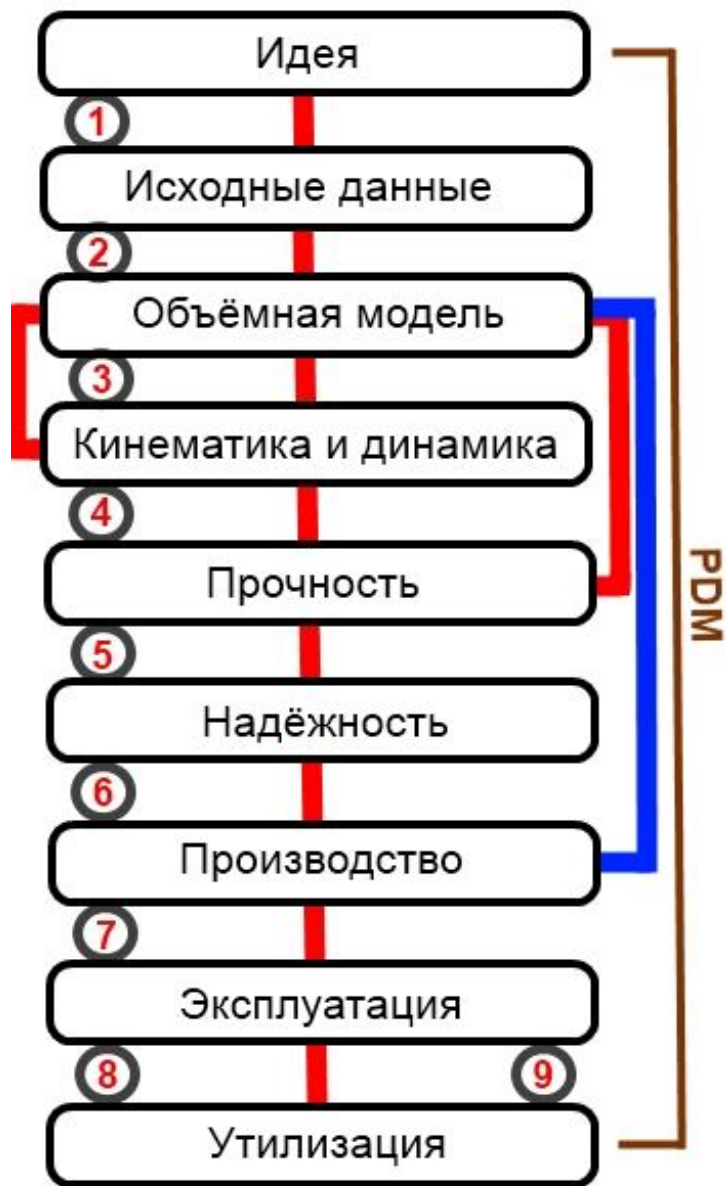 Идея
1
Исходные данные
2
Объёмная модель
3
Кинематика и динамика
4
Прочность
PDM
5
Надёжность
6
Производство
7
Эксплуатация
8
9
Утилизация